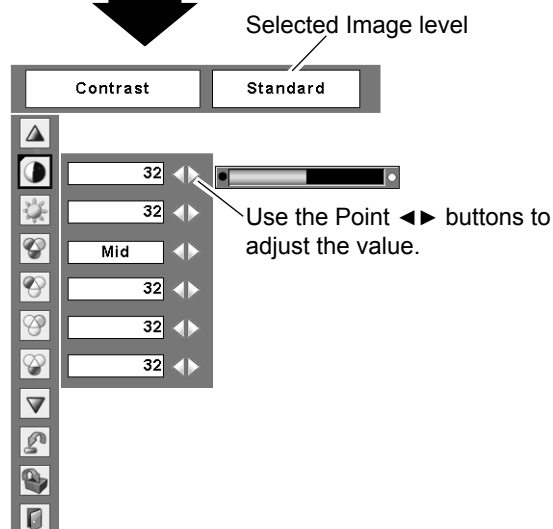 Selected Image level
Contrast Standard
32
32
Use the Point ◄► buttons to
adjust the value.
Mid
32
32
32